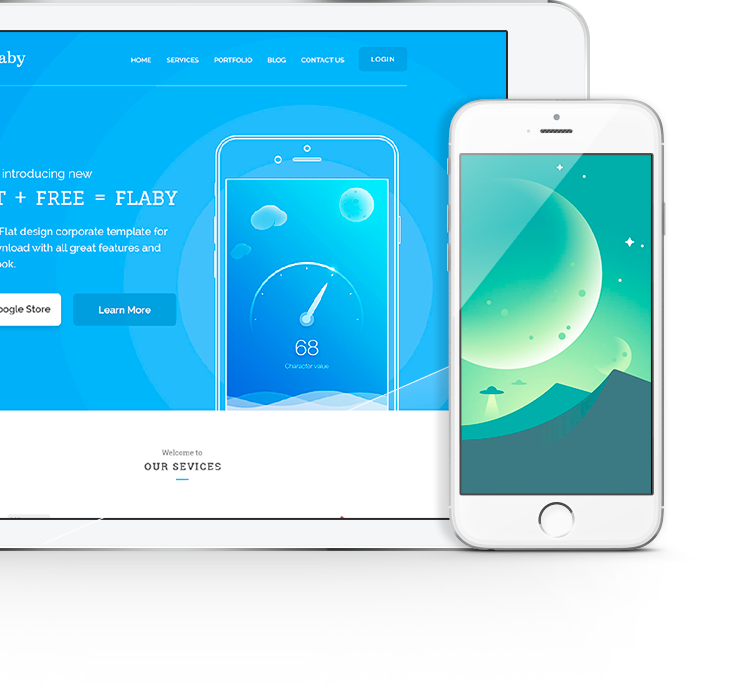 aby
HOME SERVICES PORTFOLIO BLOG CONTACT US LOGIN
introducing new
T + FREE = FLABY
Flat design corporate template for
wnload with all great features and
ook.
oogle Store Learn More
68
Character value
Welcome to
OUR SEVICES